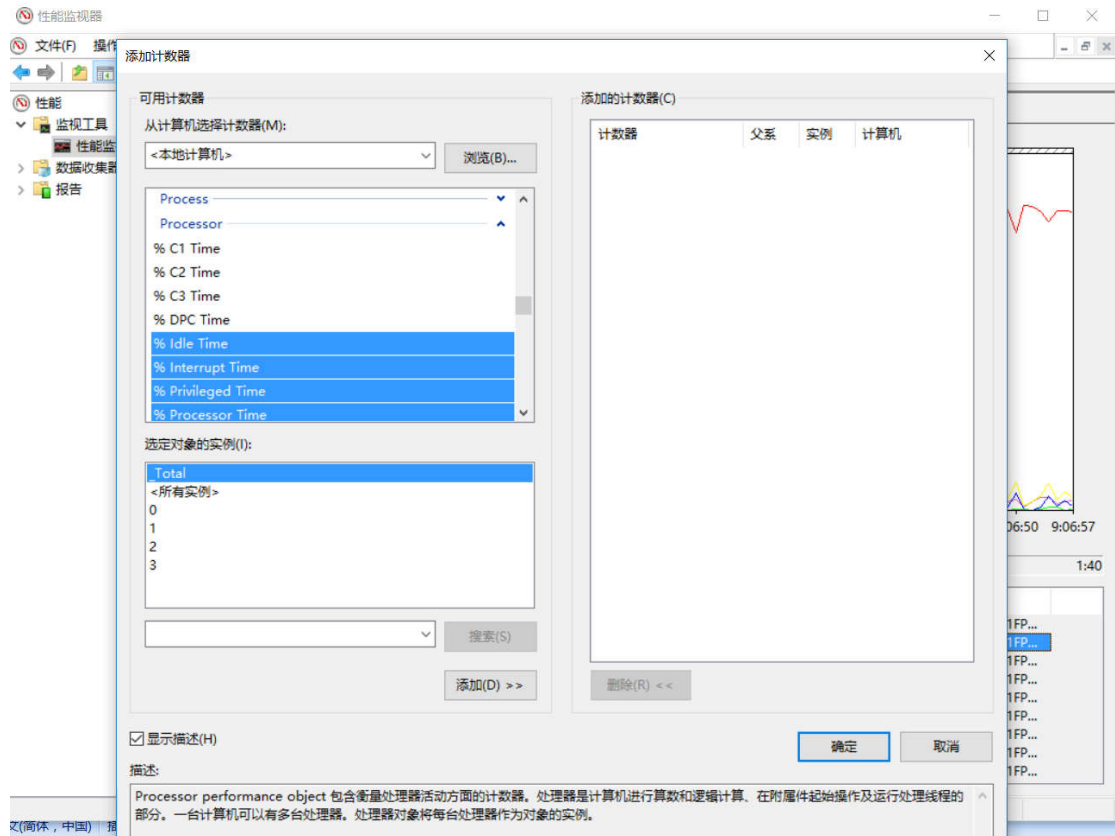 性能监视器
文件(F) 操作
添加计数器
性能
监视工具
性能监
数据收集器
报告
可用计数器
从计算机选择计数器(M):
<本地计算机>
浏览(B)...
Process
Processor
% C1 Time
% C2 Time
% C3 Time
% DPC Time
% Idle Time
% Interrupt Time
% Privileged Time
% Processor Time
选定对象的实例(I):
_Total
<所有实例>
0
1
2
3
搜索(S)
添加(D) >>
添加的计数器(C)
计数器 父系 实例 计算机
删除(R) <<
06:50 9:06:57
1:40
1FP...
1FP...
1FP...
1FP...
1FP...
1FP...
1FP...
1FP...
1FP...
显示描述(H)
确定
取消
描述:
Processor performance object 包含衡量处理器活动方面的计数器。处理器是计算机进行算数和逻辑计算、在附属件起始操作及运行处理线程的
部分。一台计算机可以有多台处理器。处理器对象将每台处理器作为对象的实例。
文(简体，中国)